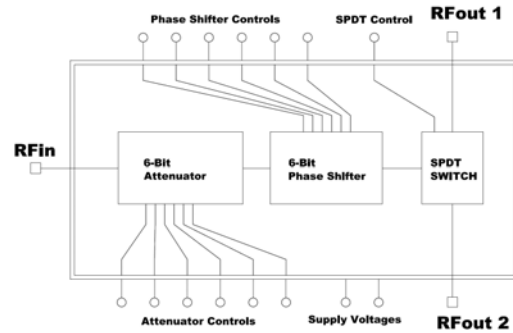 Phase Shifter Controls
SPDT Control
RFout 1
RFin
6-Bit
Attenuator
6-Bit
Phase Shifter
SPDT
SWITCH
Attenuator Controls
Supply Voltages
RFout 2